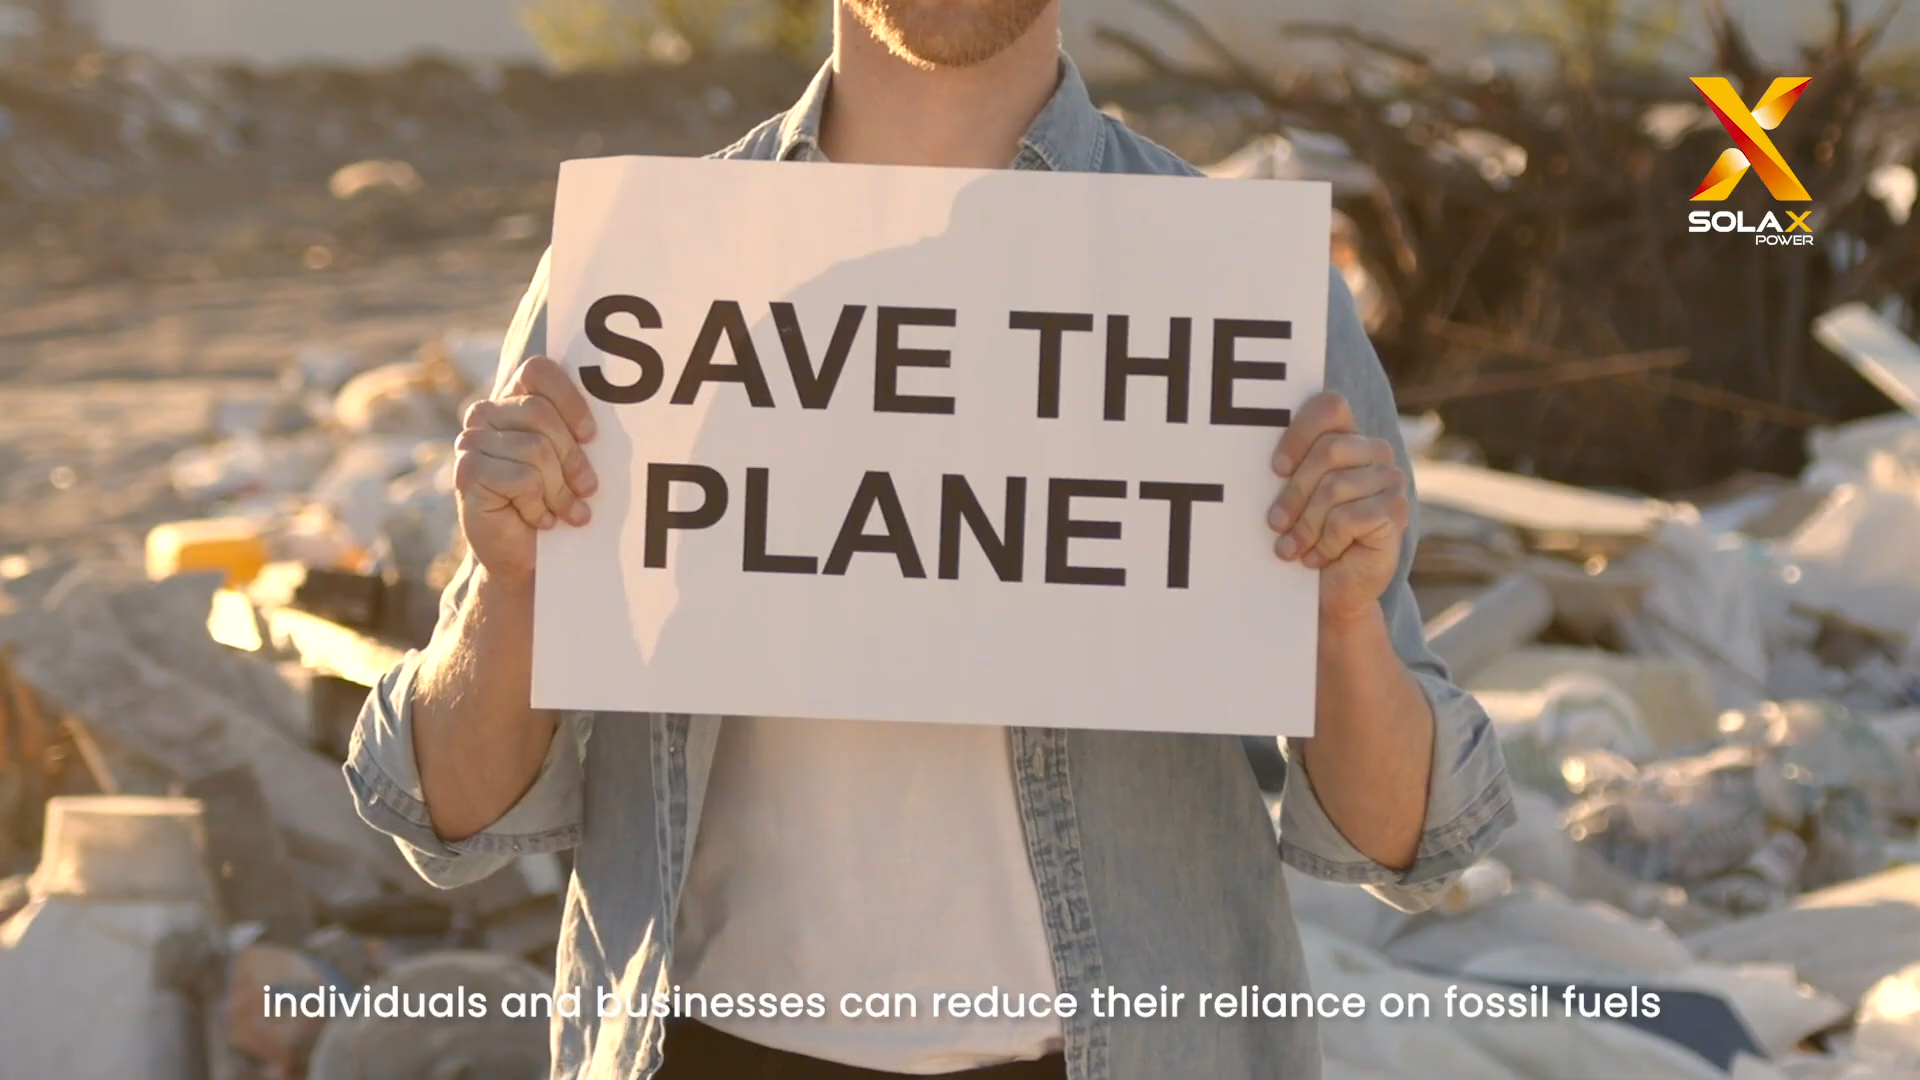 SAVE THE
PLANET
SOLAX
POWER
individuals and businesses can reduce their reliance on fossil fuels